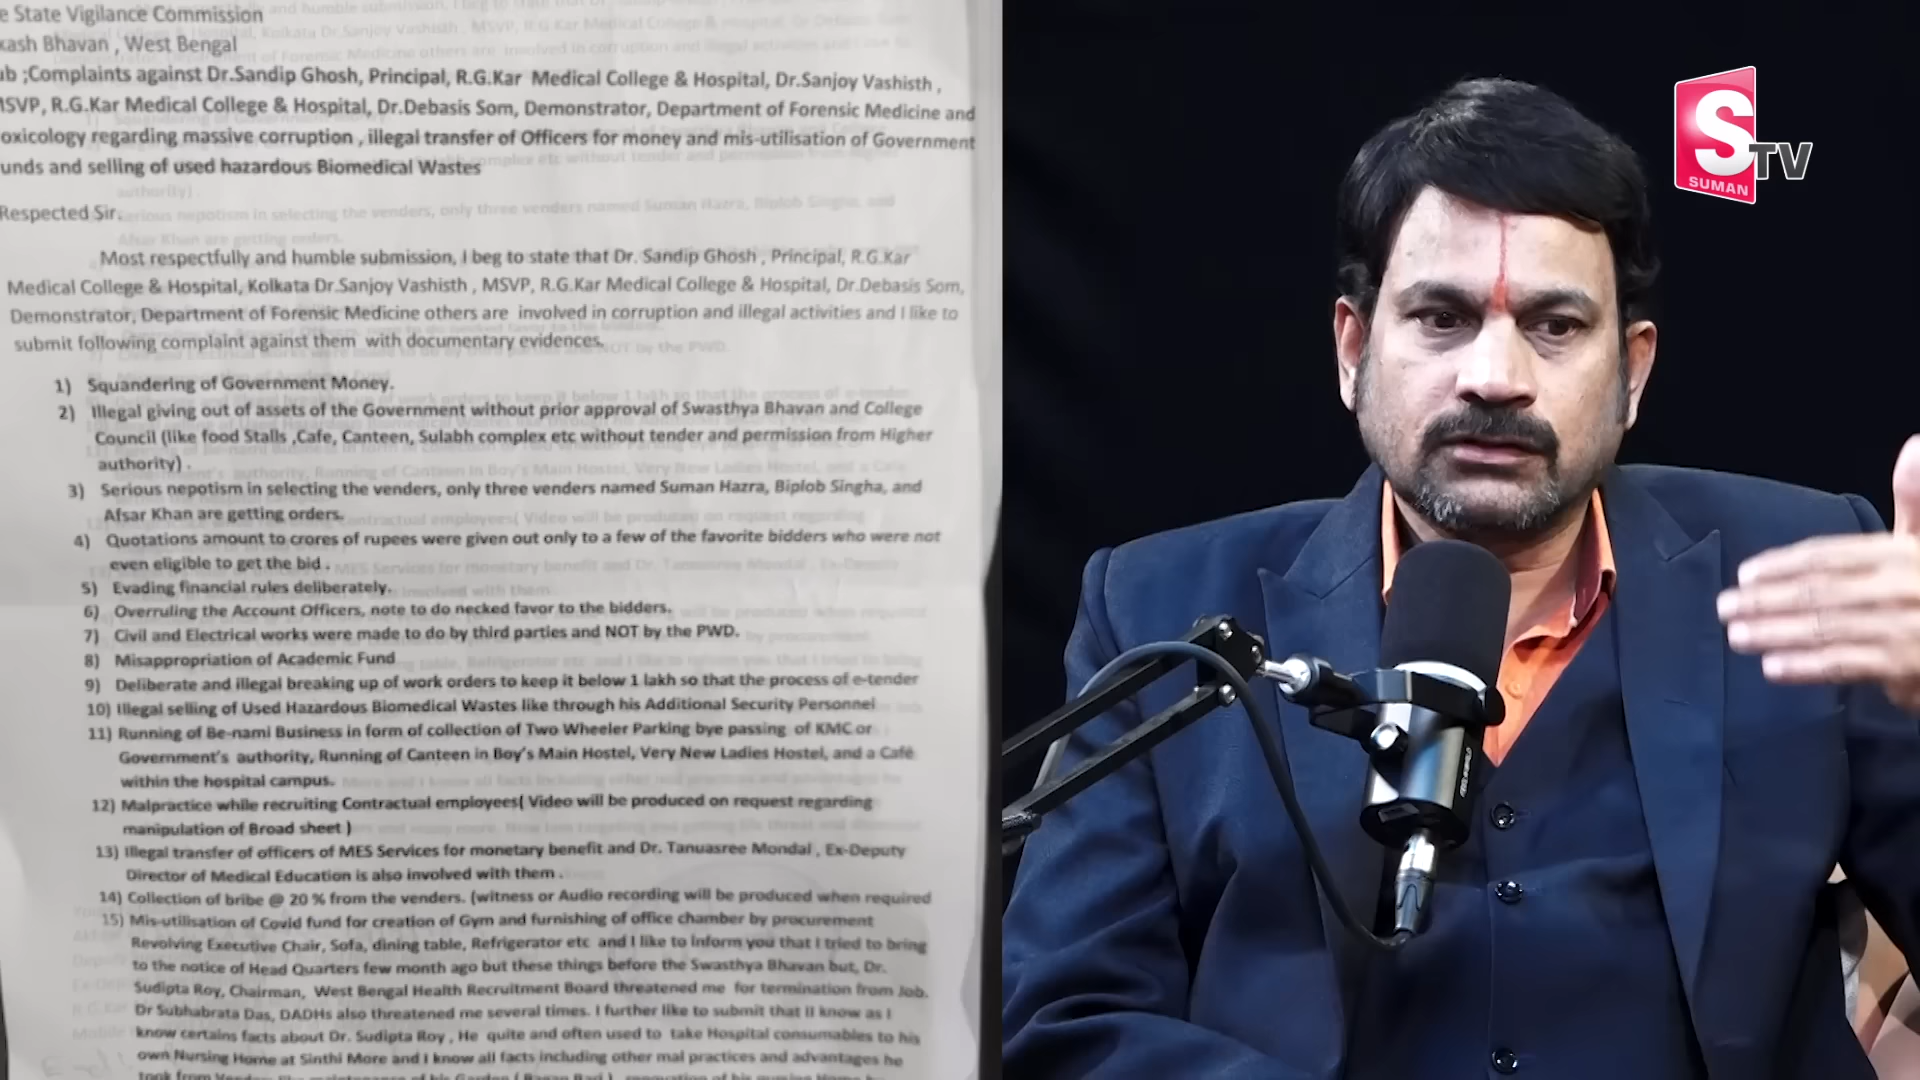 e State Vigilance Commission
kash Bhavan , West Bengal
ub ;Complaints against Dr.Sandip Ghosh, Principal, R.G.Kar Medical College & Hospital, Dr.Sanjoy Vashisth ,
MSVP, R.G.Kar Medical College & Hospital, Dr.Debasis Som, Demonstrator, Department of Forensic Medicine and
oxicology regarding massive corruption , illegal transfer of Officers for money and mis-utilisation of Government
unds and selling of used hazardous Biomedical Wastes
Respected Sir,
Most respectfully and humble submission, I beg to state that Dr. Sandip Ghosh , Principal, R.G.Kar
Medical College & Hospital, Kolkata Dr.Sanjoy Vashisth , MSVP, R.G.Kar Medical College & Hospital, Dr.Debasis Som,
Demonstrator, Department of Forensic Medicine others are involved in corruption and illegal activities and I like to
submit following complaint against them with documentary evidences.
1) Squandering of Government Money.
2) Illegal giving out of assets of the Government without prior approval of Swasthya Bhavan and College
Council (like food Stalls ,Cafe, Canteen, Sulabh complex etc without tender and permission from Higher
authority) .
3) Serious nepotism in selecting the venders, only three venders named Suman Hazra, Biplob Singha, and
Afsar Khan are getting orders.
4) Quotations amount to crores of rupees were given out only to a few of the favorite bidders who were not
even eligible to get the bid .
5) Evading financial rules deliberately.
6) Overruling the Account Officers, note to do necked favor to the bidders.
7) Civil and Electrical works were made to do by third parties and NOT by the PWD.
8) Misappropriation of Academic Fund
9) Deliberate and illegal breaking up of work orders to keep it below 1 lakh so that the process of e-tender
10) Illegal selling of Used Hazardous Biomedical Wastes like through his Additional Security Personnel
11) Running of Be-nami Business in form of collection of Two Wheeler Parking bye passing of KMC or
Government's authority, Running of Canteen in Boy's Main Hostel, Very New Ladies Hostel, and a Café
within the hospital campus.
12) Malpractice while recruiting Contractual employees( Video will be produced on request regarding
manipulation of Broad sheet )
13) Illegal transfer of officers of MES Services for monetary benefit and Dr. Tanuasree Mondal , Ex-Deputy
Director of Medical Education is also involved with them .
14) Collection of bribe @ 20 % from the venders. (witness or Audio recording will be produced when required
15) Mis-utilisation of Covid fund for creation of Gym and furnishing of office chamber by procurement
Revolving Executive Chair, Sofa, dining table, Refrigerator etc and I like to inform you that I tried to bring
to the notice of Head Quarters few month ago but these things before the Swasthya Bhavan but, Dr.
Sudipta Roy, Chairman, West Bengal Health Recruitment Board threatened me for termination from Job.
Dr Subhabrata Das, DADHs also threatened me several times. I further like to submit that II know as I
know certains facts about Dr. Sudipta Roy , He quite and often used to take Hospital consumables to his
own Nursing Home at Sinthi More and I know all facts including other mal practices and advantages he
S TV
SUMAN